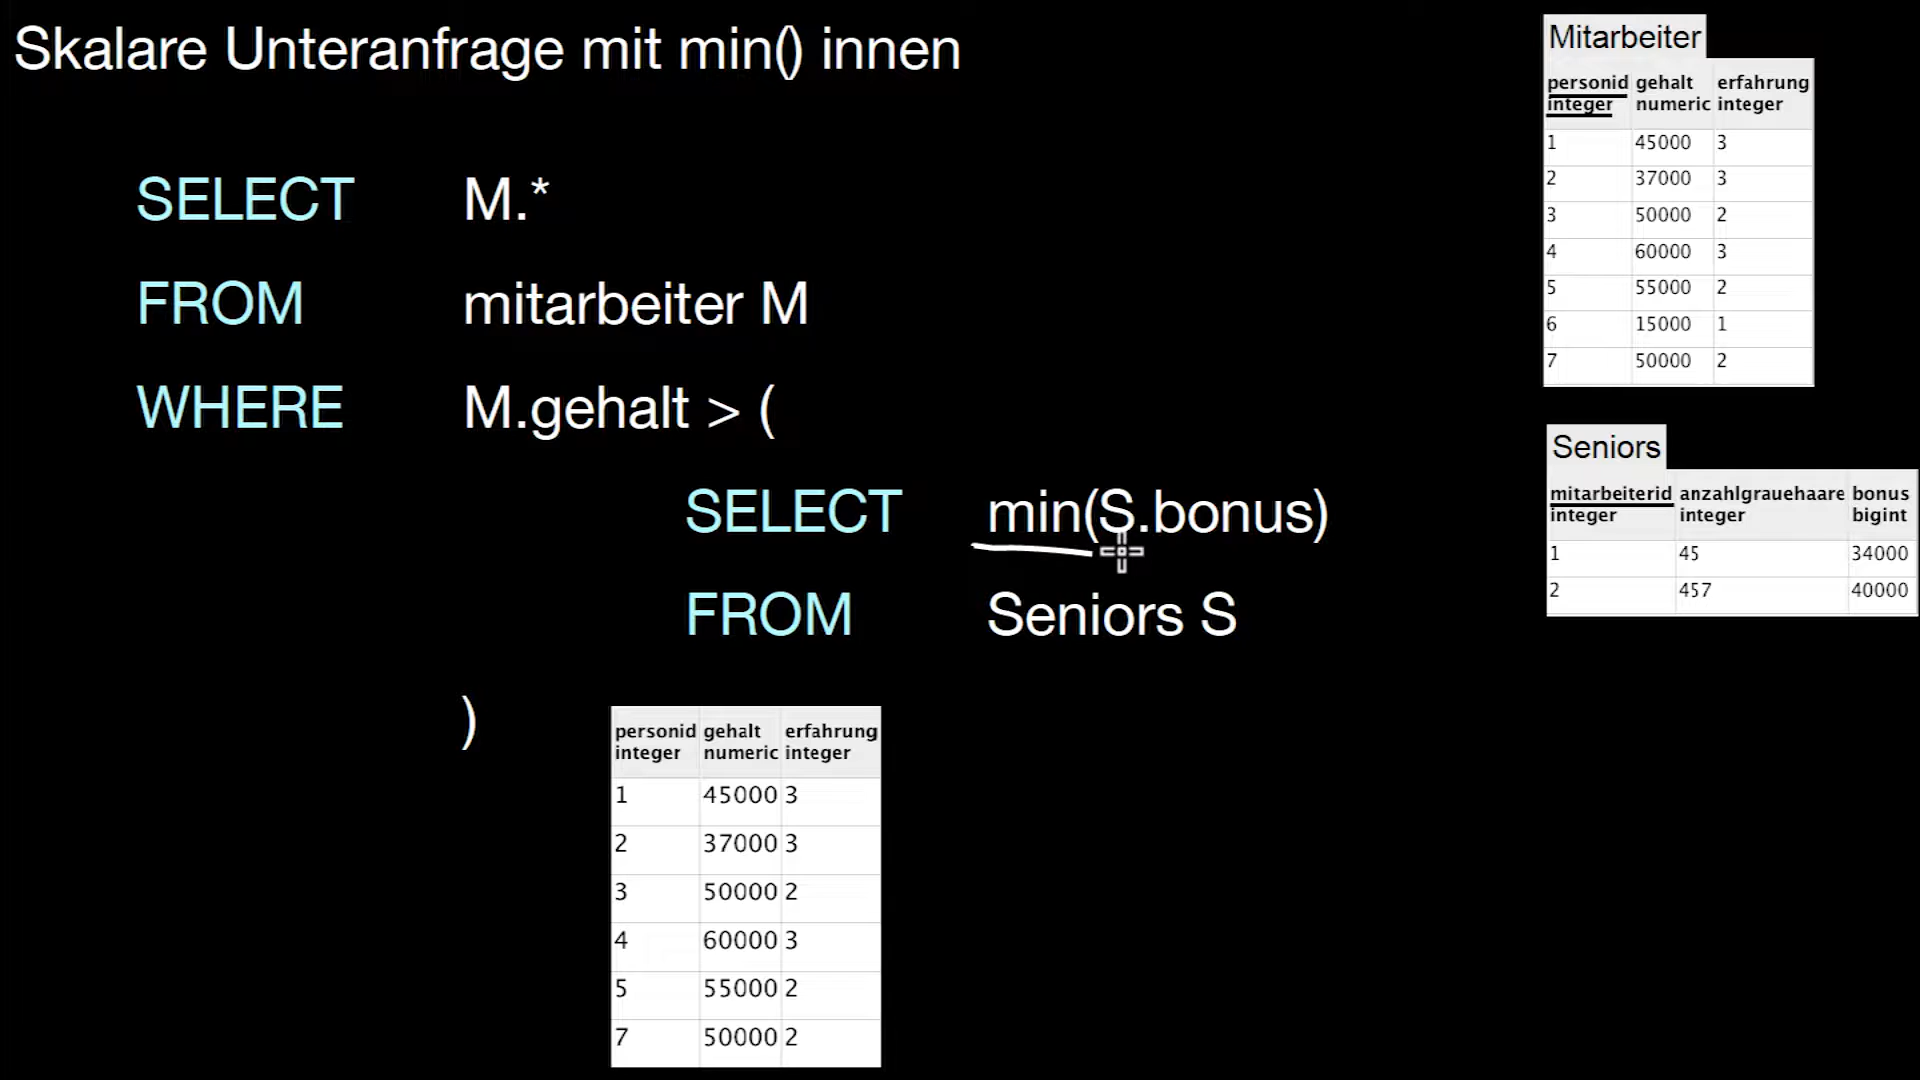 Skalare Unteranfrage mit min() innen
SELECT M.*
FROM mitarbeiter M
WHERE M.gehalt > (
SELECT min(S.bonus)
FROM Seniors S
)
personid gehalt erfahrung
integer numeric integer
1 45000 3
2 37000 3
3 50000 2
4 60000 3
5 55000 2
7 50000 2
Mitarbeiter
personid gehalt erfahrung
integer numeric integer
1 45000 3
2 37000 3
3 50000 2
4 60000 3
5 55000 2
6 15000 1
7 50000 2
Seniors
mitarbeiterid anzahlgrauehaare bonus
integer integer bigint
1 45 34000
2 457 40000